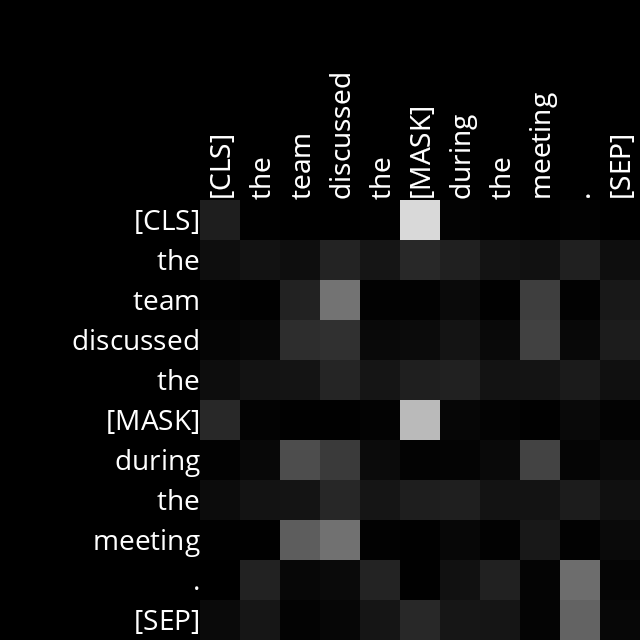 [CLS]
the
team
discussed
the
[MASK]
during
the
meeting
.
[SEP]
[CLS]
the
team
discussed
the
[MASK]
during
the
meeting
.
[SEP]